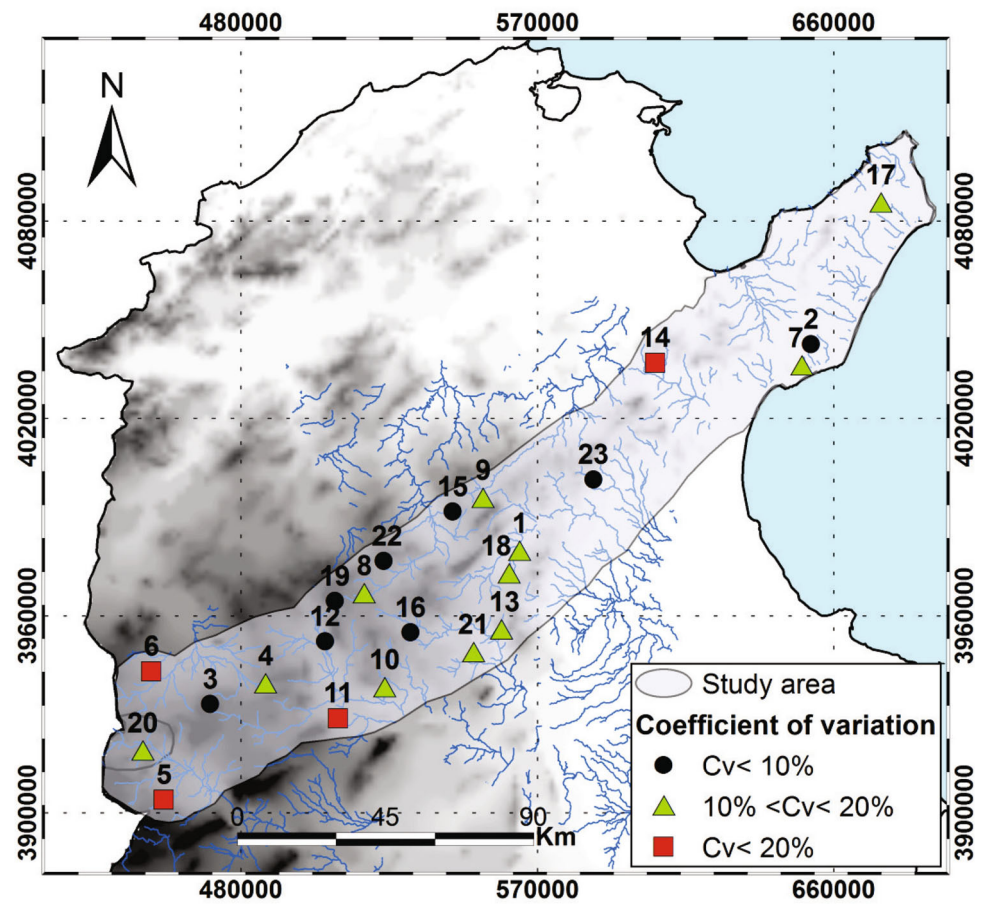 480000 570000 660000
N
17
4080000 4080000
2
14 7
4020000 4020000
23
9
15
1
22 18
8
19
12 16 13
3960000 3960000
21
6 4 10
3
11
20
5
3900000 3900000
0 45 90
Km
Study area
Coefficient of variation
Cv< 10%
10% <Cv< 20%
Cv< 20%
480000 570000 660000